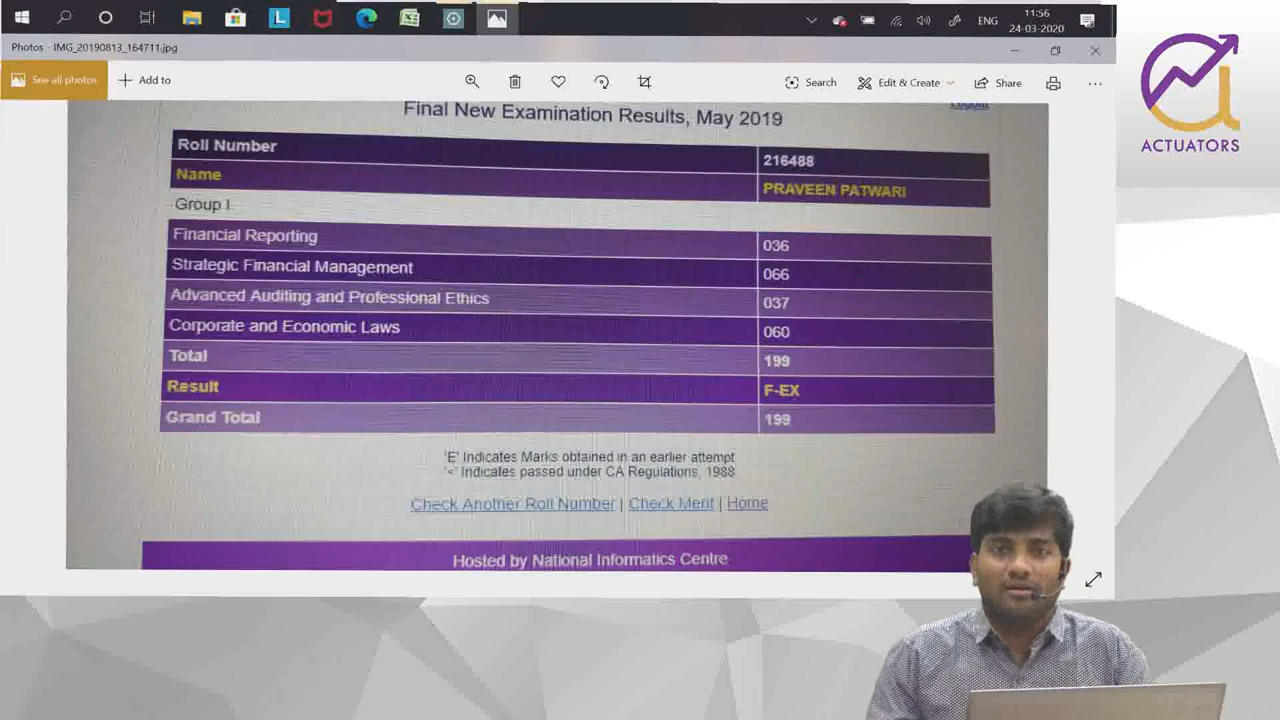 11:56
ENG
24-03-2020
Photos - IMG_20190813_164711.jpg
See all photos
Add to
Search
Edit & Create
Share
ACTUATORS
Logout
Final New Examination Results, May 2019
Roll Number 216488
Name PRAVEEN PATWARI
Group I
Financial Reporting 036
Strategic Financial Management 066
Advanced Auditing and Professional Ethics 037
Corporate and Economic Laws 060
Total 199
Result F-EX
Grand Total 199
'E' Indicates Marks obtained in an earlier attempt
'<' Indicates passed under CA Regulations, 1988
Check Another Roll Number | Check Merit | Home
Hosted by National Informatics Centre